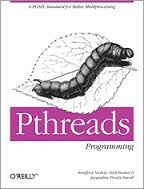 A POSIX Standard for Better Multiprocessing
Pthreads
Programming
O'REILLY
Bradford Nichols, Dick Buttlar &
Jacqueline Proulx Farrell